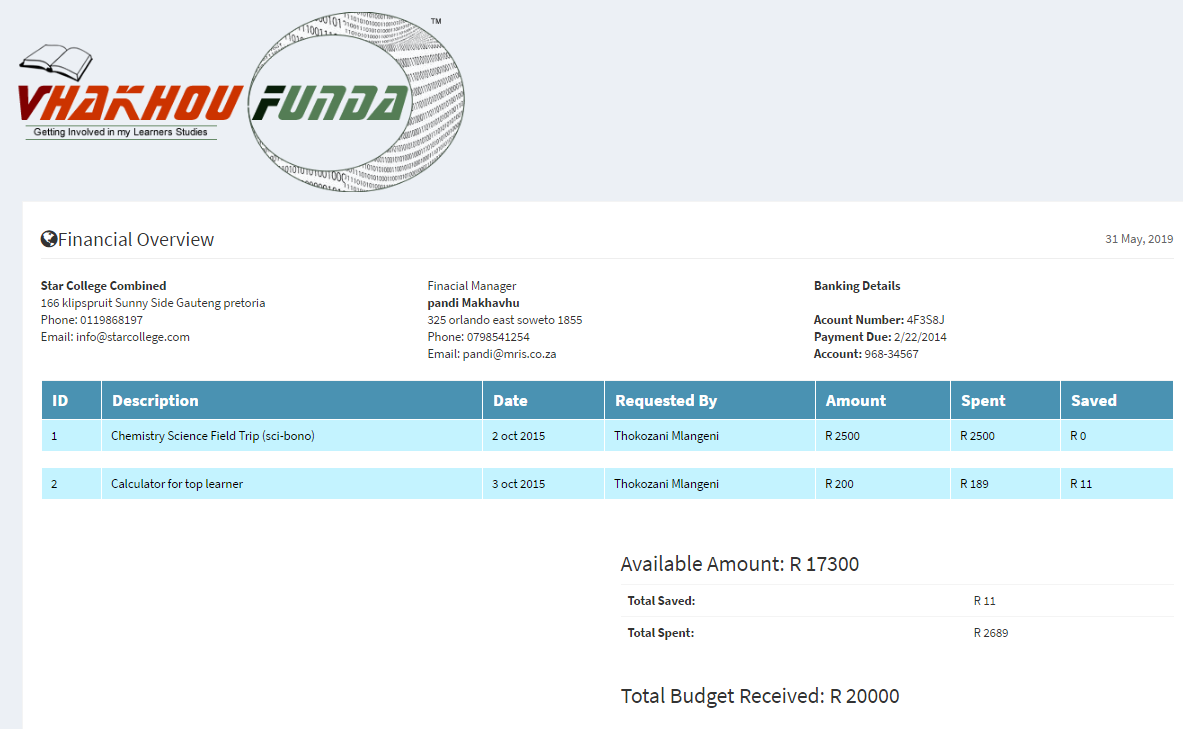 TM
VHAKHOU FUNDA
Getting Involved in my Learners Studies
Financial Overview
31 May, 2019
Star College Combined
166 klipspruit Sunny Side Gauteng pretoria
Phone: 0119868197
Email: info@starcollege.com
Finacial Manager
pandi Makhavhu
325 orlando east soweto 1855
Phone: 0798541254
Email: pandi@mris.co.za
Banking Details
Acount Number: 4F3S8J
Payment Due: 2/22/2014
Account: 968-34567
ID Description Date Requested By Amount Spent Saved
1 Chemistry Science Field Trip (sci-bono) 2 oct 2015 Thokozani Mlangeni R 2500 R 2500 R 0
2 Calculator for top learner 3 oct 2015 Thokozani Mlangeni R 200 R 189 R 11
Available Amount: R 17300
Total Saved: R 11
Total Spent: R 2689
Total Budget Received: R 20000